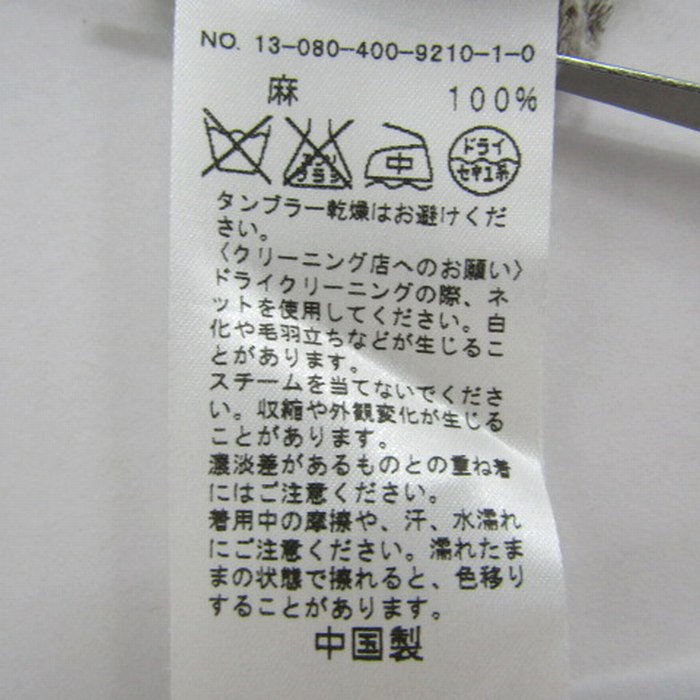 NO. 13-080-400-9210-1-0
麻 100%
エンソ サラシ 中 ドライ セキユ系
タンブラー乾燥はお避けくだ
さい。
〈クリーニング店へのお願い〉
ドライクリーニングの際、ネ
ットを使用してください。白
化や毛羽立ちなどが生じるこ
とがあります。
スチームを当てないでくださ
い。収縮や外観変化が生じる
ことがあります。
濃淡差があるものとの重ね着
にはご注意ください。
着用中の摩擦や、汗、水濡れ
にご注意ください。濡れたま
まの状態で擦れると、色移り
することがあります。
中国製